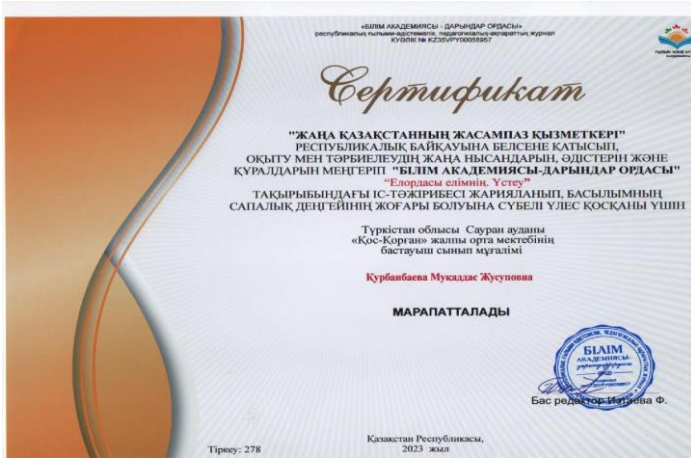 «БІЛІМ АКАДЕМИЯСЫ - ДАРЫНДАР ОРДАСЫ»
республикалық ғылыми-әдістемелік, педагогикалық-ақпараттық журнал
КУӘЛІК № KZ35VPY00058957
Сертификат
"ЖАҢА ҚАЗАҚСТАННЫҢ ЖАСАМПАЗ ҚЫЗМЕТКЕРІ"
РЕСПУБЛИКАЛЫҚ БАЙҚАУЫНА БЕЛСЕНЕ ҚАТЫСЫП,
ОҚЫТУ МЕН ТӘРБИЕЛЕУДІҢ ЖАҢА НЫСАНДАРЫН, ӘДІСТЕРІН ЖӘНЕ
ҚҰРАЛДАРЫН МЕҢГЕРІП "БІЛІМ АКАДЕМИЯСЫ-ДАРЫНДАР ОРДАСЫ"
"Елордасы елімнің. Үстеу"
ТАҚЫРЫБЫНДАҒЫ ІС-ТӘЖІРИБЕСІ ЖАРИЯЛАНЫП, БАСЫЛЫМНЫҢ
САПАЛЫҚ ДЕҢГЕЙІНІҢ ЖОҒАРЫ БОЛУЫНА СҮБЕЛІ ҮЛЕС ҚОСҚАНЫ ҮШІН
Түркістан облысы Сауран ауданы
«Қос-Қорған» жалпы орта мектебінің
бастауыш сынып мұғалімі
Құрбанбаева Муқаддас Жусуповна
МАРАПАТТАЛАДЫ
БІЛІМ
АКАДЕМИЯСЫ-
Бас редактор Ф.
Тіркеу: 278
Қазақстан Республикасы,
2023 жыл